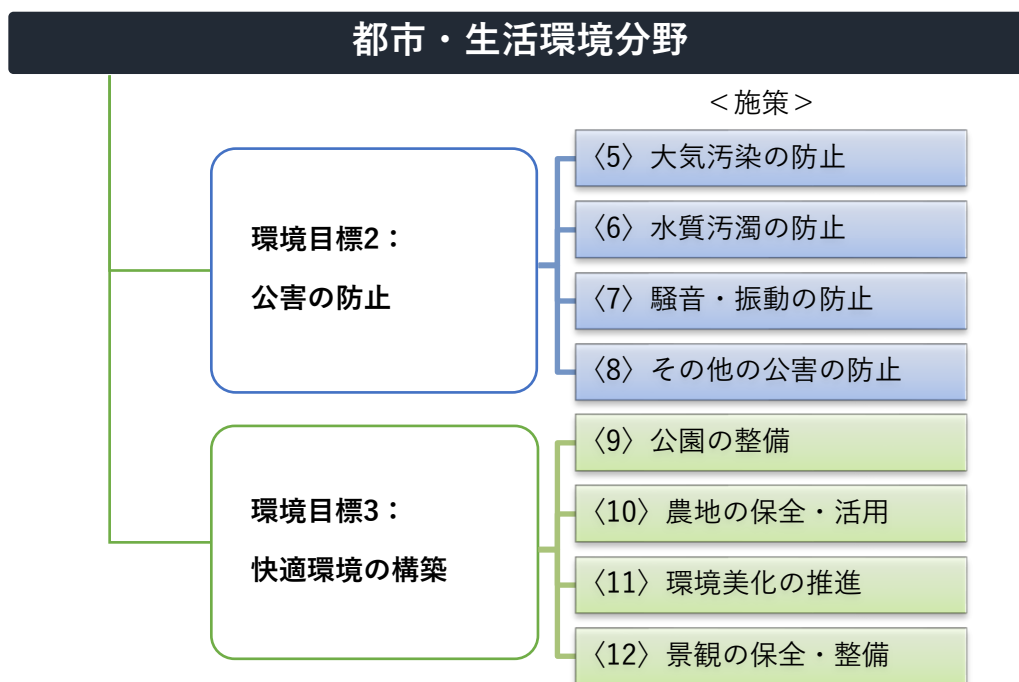 都市・生活環境分野
＜施策＞
環境目標2：
公害の防止
〈5〉大気汚染の防止
〈6〉水質汚濁の防止
〈7〉騒音・振動の防止
〈8〉その他の公害の防止
環境目標3：
快適環境の構築
〈9〉公園の整備
〈10〉農地の保全・活用
〈11〉環境美化の推進
〈12〉景観の保全・整備